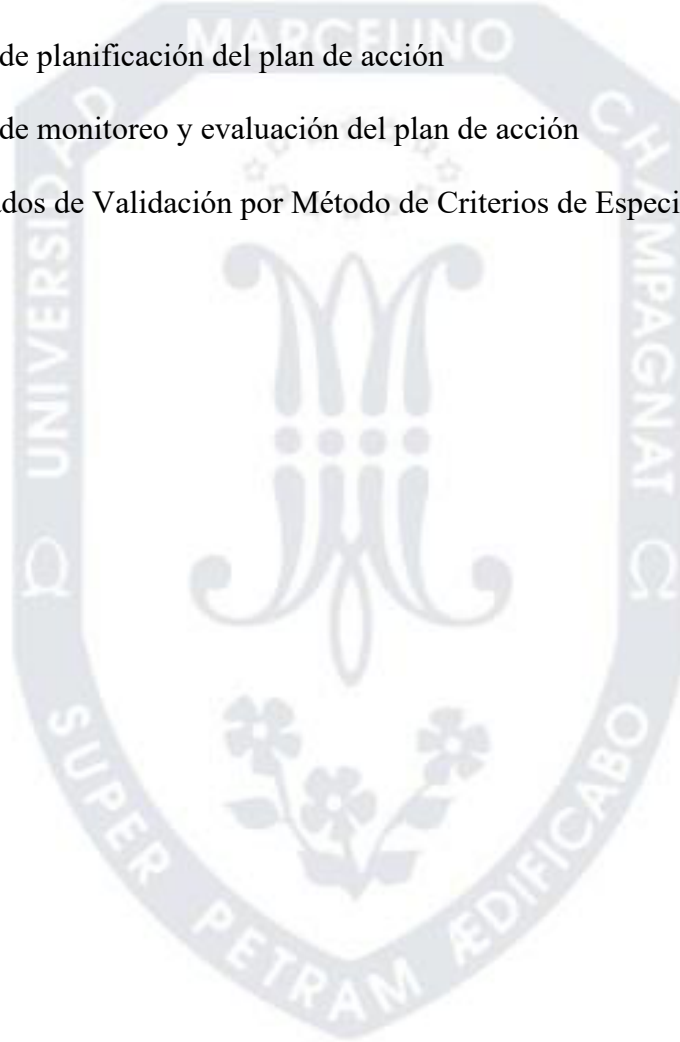 de planificación del plan de acción
de monitoreo y evaluación del plan de acción
dos de Validación por Método de Criterios de Especi
UNIVERSIDAD MARCELINO CHAMPAGNAT
SUPER PETRAM ÆDIFICABO